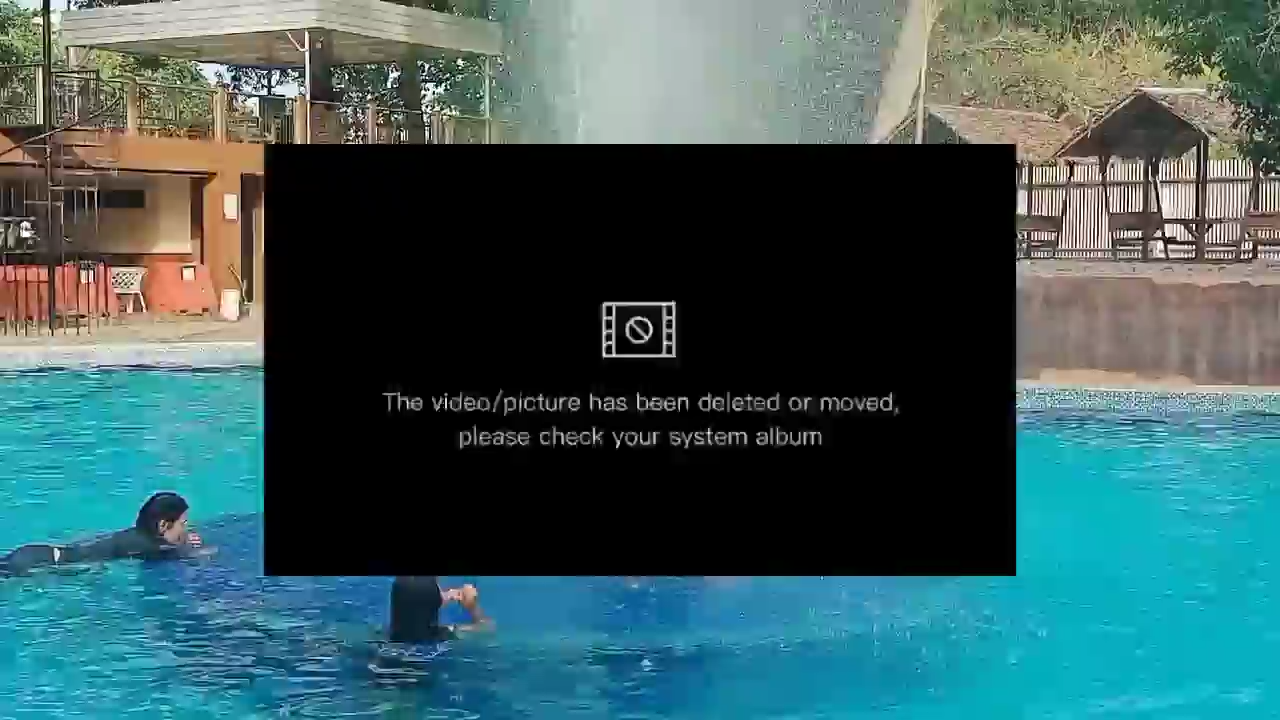 The video/picture has been deleted or moved,
please check your system album